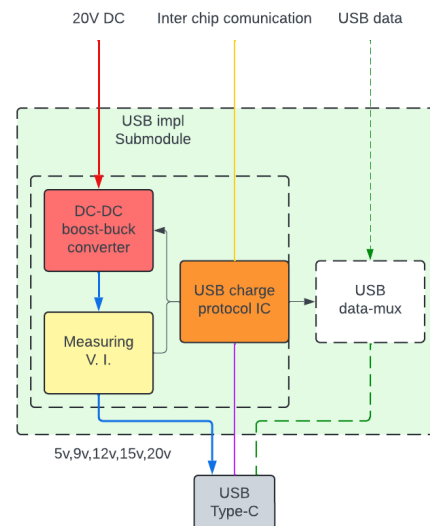 20V DC
Inter chip comunication
USB data
USB impl
Submodule
DC-DC
boost-buck
converter
USB charge
protocol IC
USB
data-mux
Measuring
V. I.
5v,9v,12v,15v,20v
USB
Type-C